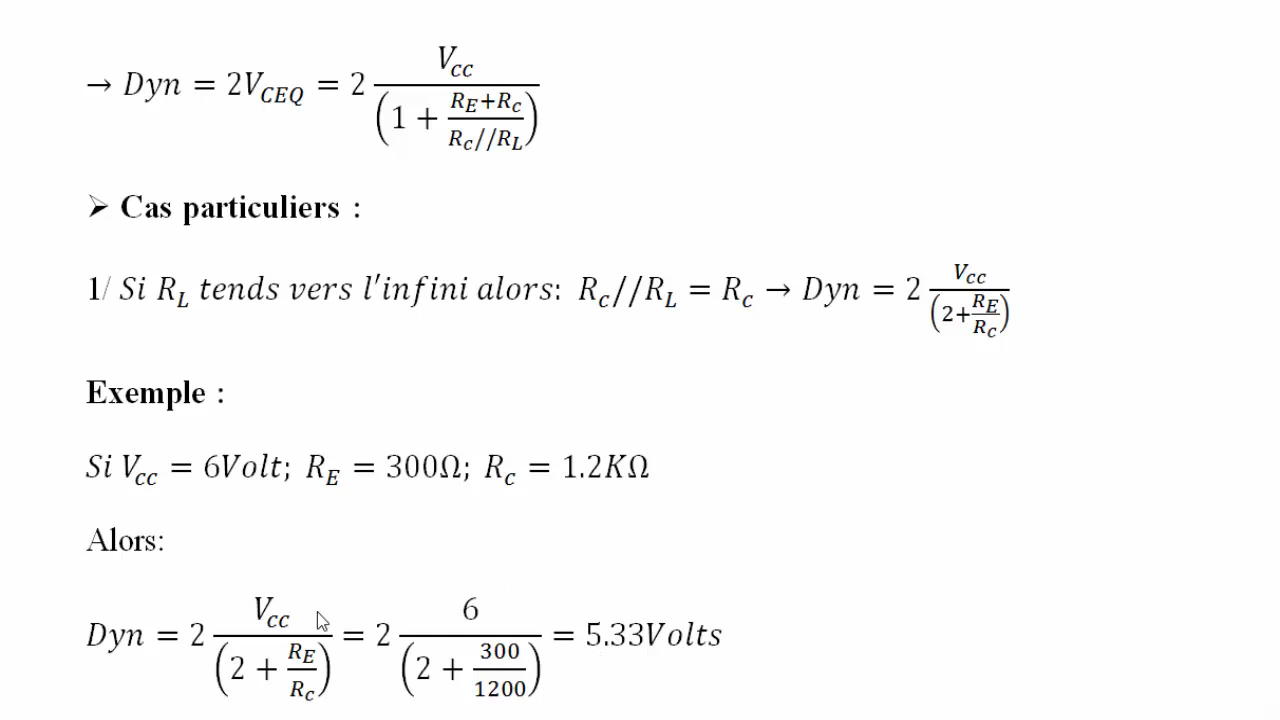 → Dyn = 2V_CEQ = 2 V_cc / (1 + (R_E+R_c)/(R_c//R_L))
➢ Cas particuliers :
1/ Si R_L tends vers l'infini alors: R_c//R_L = R_c → Dyn = 2 V_cc / (2+R_E/R_c)
Exemple :
Si V_cc = 6Volt; R_E = 300Ω; R_c = 1.2KΩ
Alors:
Dyn = 2 V_cc / (2 + R_E/R_c) = 2 6 / (2 + 300/1200) = 5.33Volts